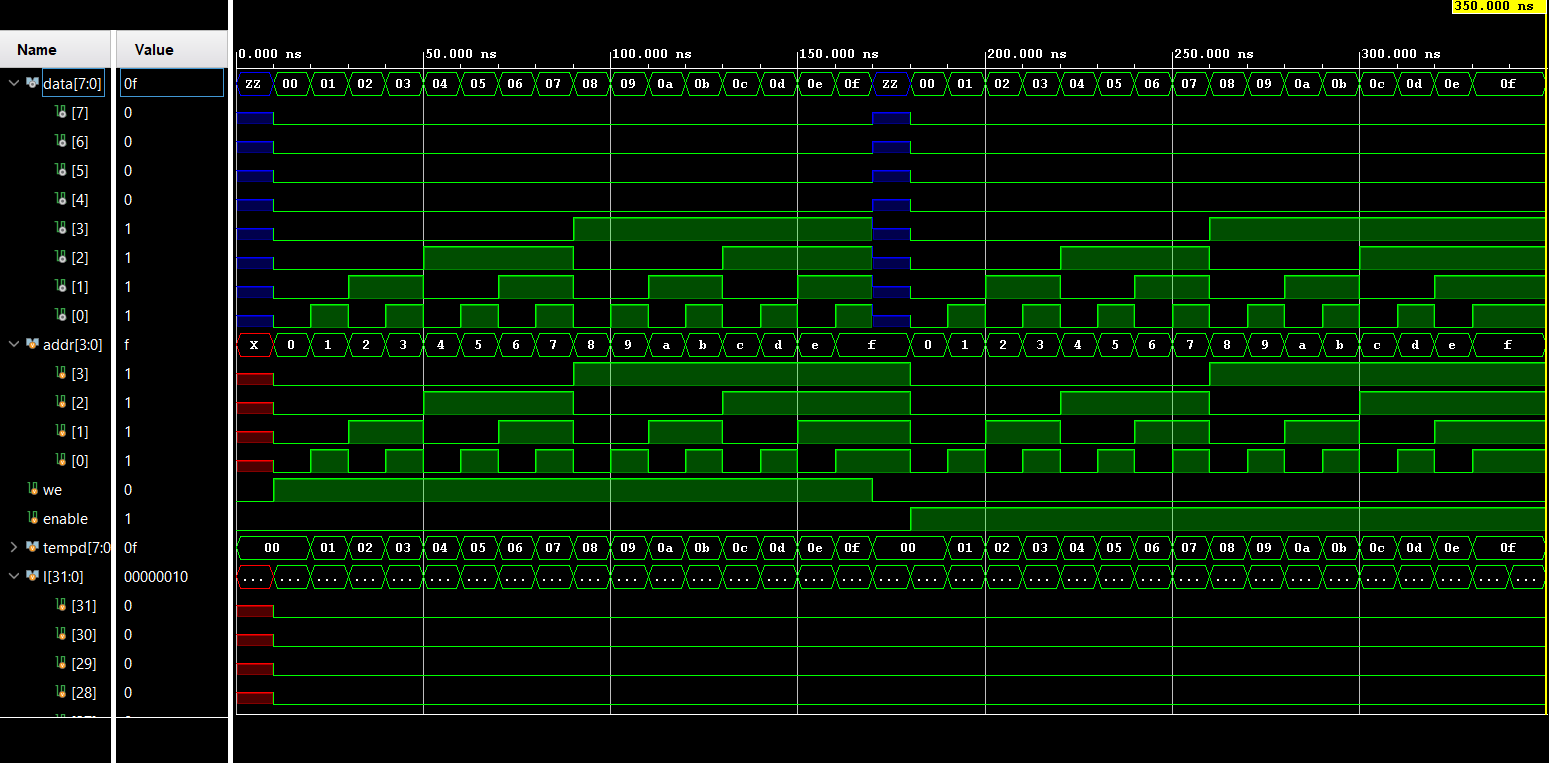 350.000 ns
Name Value
0.000 ns 50.000 ns 100.000 ns 150.000 ns 200.000 ns 250.000 ns 300.000 ns
data[7:0] 0f ZZ 00 01 02 03 04 05 06 07 08 09 0a 0b 0c 0d 0e 0f ZZ 00 01 02 03 04 05 06 07 08 09 0a 0b 0c 0d 0e 0f
[7] 0
[6] 0
[5] 0
[4] 0
[3] 1
[2] 1
[1] 1
[0] 1
addr[3:0] f X 0 1 2 3 4 5 6 7 8 9 a b c d e f 0 1 2 3 4 5 6 7 8 9 a b c d e f
[3] 1
[2] 1
[1] 1
[0] 1
we 0
enable 1
tempd[7:0 0f 00 01 02 03 04 05 06 07 08 09 0a 0b 0c 0d 0e 0f 00 01 02 03 04 05 06 07 08 09 0a 0b 0c 0d 0e 0f
I[31:0] 00000010 ... ... ... ... ... ... ... ... ... ... ... ... ... ... ... ... ... ... ... ... ... ... ... ... ... ... ... ... ... ... ... ... ... ... ...
[31] 0
[30] 0
[29] 0
[28] 0